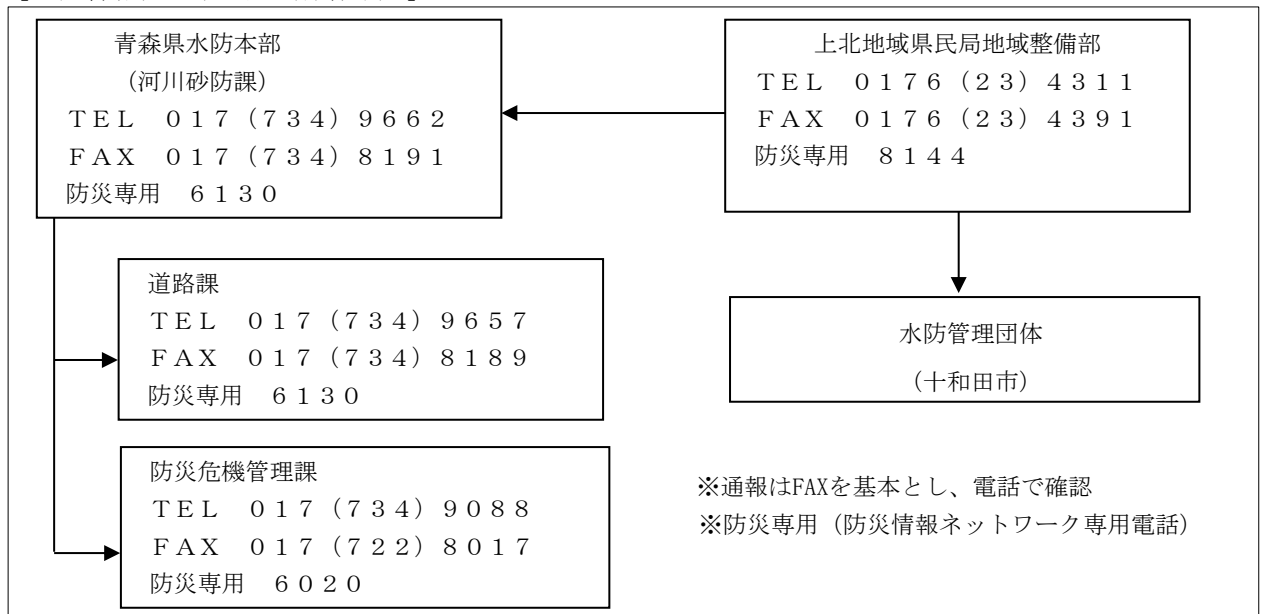 青森県水防本部
(河川砂防課)
TEL 017(734)9662
FAX 017(734)8191
防災専用 6130
上北地域県民局地域整備部
TEL 0176(23)4311
FAX 0176(23)4391
防災専用 8144
道路課
TEL 017(734)9657
FAX 017(734)8189
防災専用 6130
水防管理団体
(十和田市)
防災危機管理課
TEL 017(734)9088
FAX 017(722)8017
防災専用 6020
※通報はFAXを基本とし、電話で確認
※防災専用(防災情報ネットワーク専用電話)